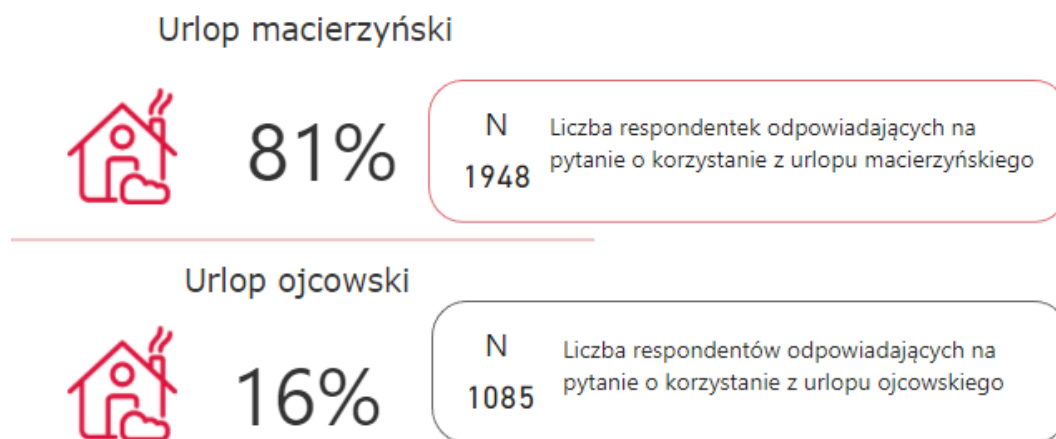 Urlop macierzyński
81%
N
1948
Liczba respondentek odpowiadających na
pytanie o korzystanie z urlopu macierzyńskiego
Urlop ojcowski
16%
N
1085
Liczba respondentów odpowiadających na
pytanie o korzystanie z urlopu ojcowskiego